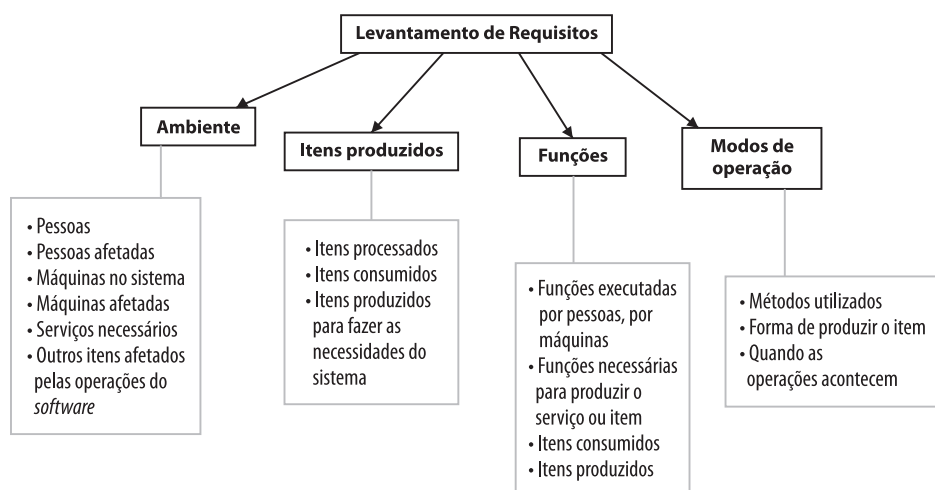 Levantamento de Requisitos
Ambiente
• Pessoas
• Pessoas afetadas
• Máquinas no sistema
• Máquinas afetadas
• Serviços necessários
• Outros itens afetados
pelas operações do
software
Itens produzidos
• Itens processados
• Itens consumidos
• Itens produzidos
para fazer as
necessidades do
sistema
Funções
• Funções executadas
por pessoas, por
máquinas
• Funções necessárias
para produzir o
serviço ou item
• Itens consumidos
• Itens produzidos
Modos de
operação
• Métodos utilizados
• Forma de produzir o item
• Quando as
operações acontecem